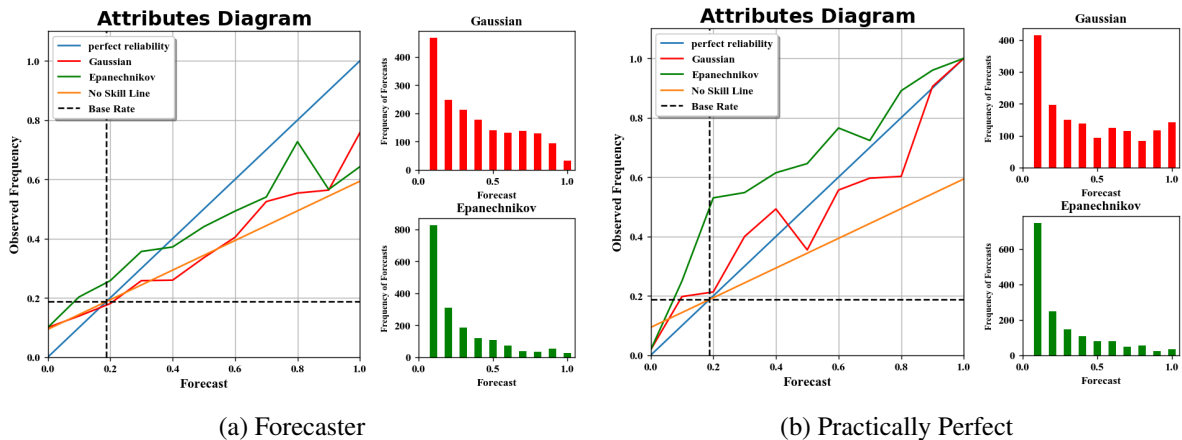 Attributes Diagram
perfect reliability
Gaussian
Epanechnikov
No Skill Line
Base Rate
1.0
0.8
0.6
0.4
0.2
0.0
Observed Frequency
0.0 0.2 0.4 0.6 0.8 1.0
Forecast
Gaussian
400
300
200
100
0
Frequency of Forecasts
0.0 0.5 1.0
Forecast
Epanechnikov
800
600
400
200
0
Frequency of Forecasts
0.0 0.5 1.0
Forecast
(a) Forecaster
Attributes Diagram
perfect reliability
Gaussian
Epanechnikov
No Skill Line
Base Rate
1.0
0.8
0.6
0.4
0.2
0.0
Observed Frequency
0.0 0.2 0.4 0.6 0.8 1.0
Forecast
Gaussian
400
300
200
100
0
Frequency of Forecasts
0.0 0.5 1.0
Forecast
Epanechnikov
600
400
200
0
Frequency of Forecasts
0.0 0.5 1.0
Forecast
(b) Practically Perfect